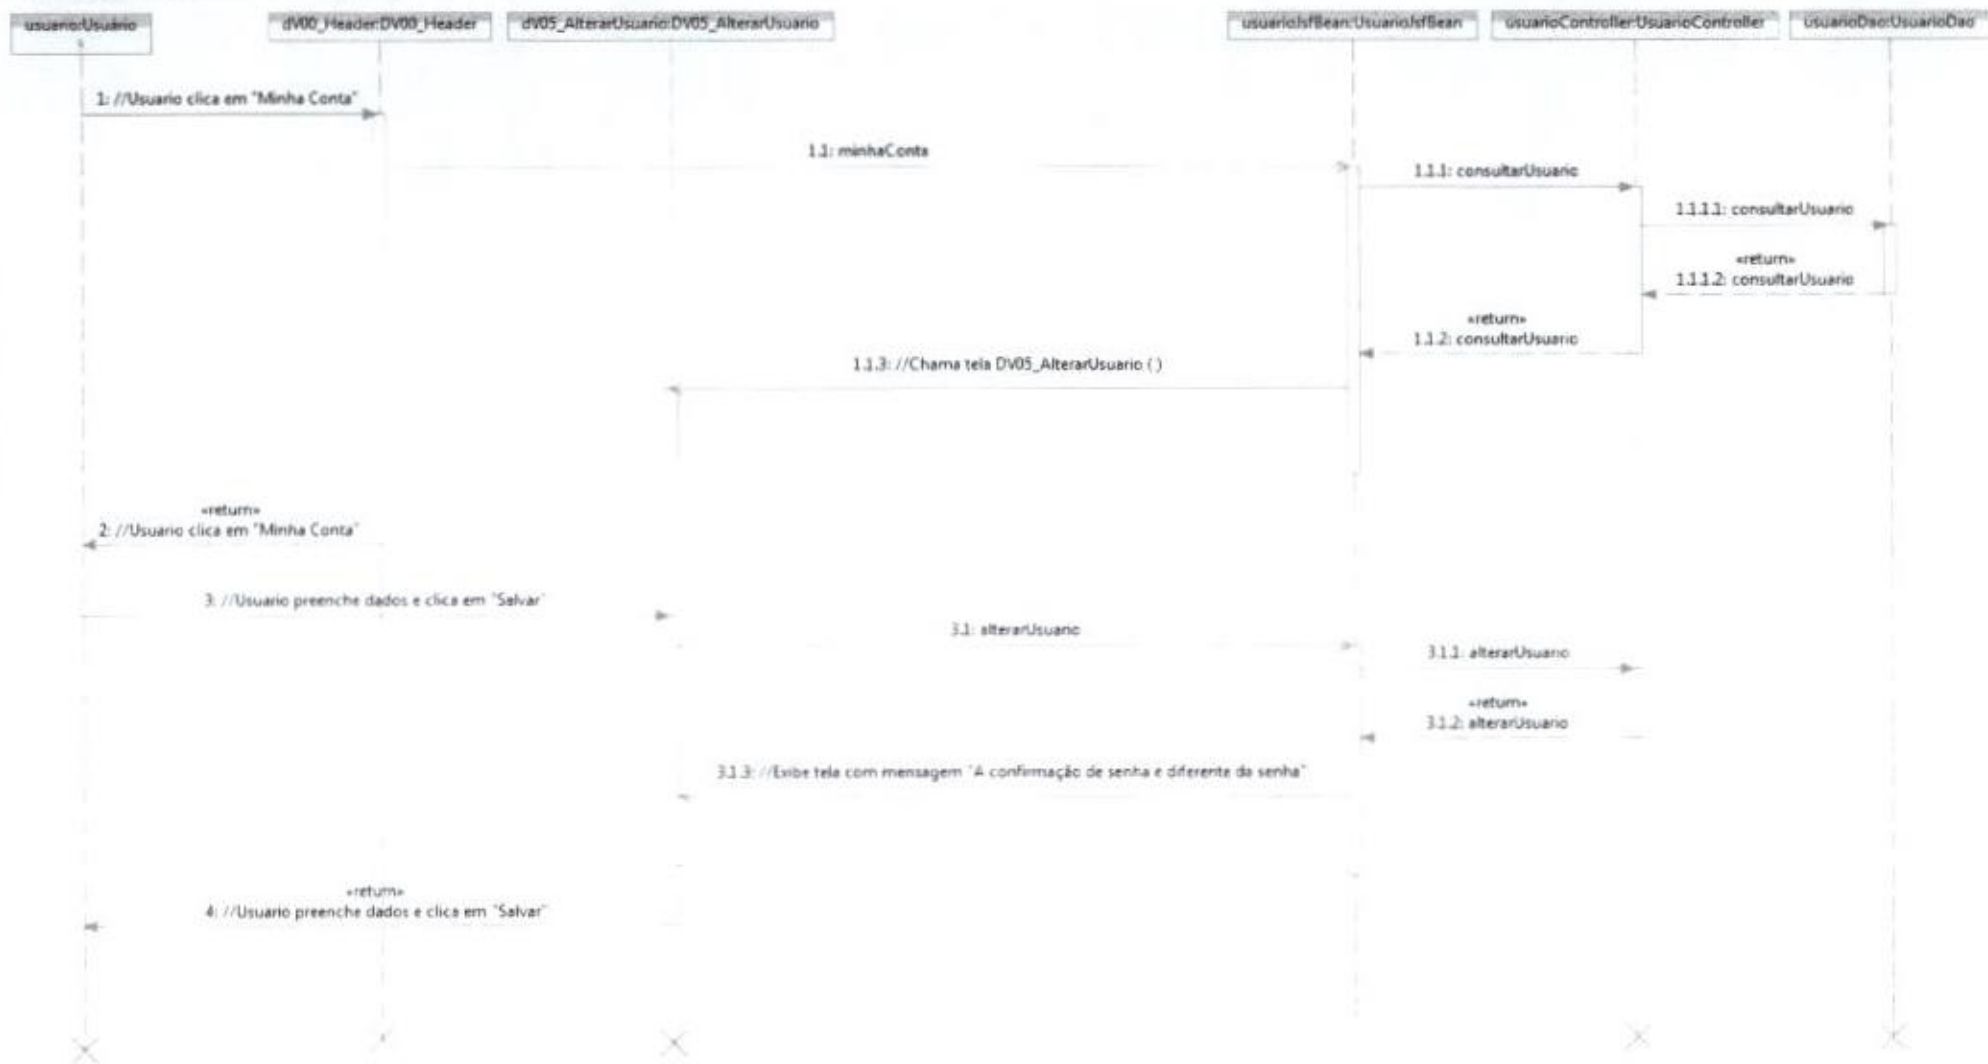 usuario:Usuário
dV00_Header:DV00_Header
dV05_AlterarUsuario:DV05_AlterarUsuario
usuarioJsfBean:UsuarioJsfBean
usuarioController:UsuarioController
usuarioDao:UsuarioDao
1: //Usuario clica em "Minha Conta"
1.1: minhaConta
1.1.1: consultarUsuario
1.1.1.1: consultarUsuario
«return»
1.1.1.2: consultarUsuario
«return»
1.1.2: consultarUsuario
1.1.3: //Chama tela DV05_AlterarUsuario ( )
«return»
2: //Usuario clica em "Minha Conta"
3: //Usuario preenche dados e clica em "Salvar"
3.1: alterarUsuario
3.1.1: alterarUsuario
«return»
3.1.2: alterarUsuario
3.1.3: //Exibe tela com mensagem "A confirmação de senha e diferente da senha"
«return»
4: //Usuario preenche dados e clica em "Salvar"